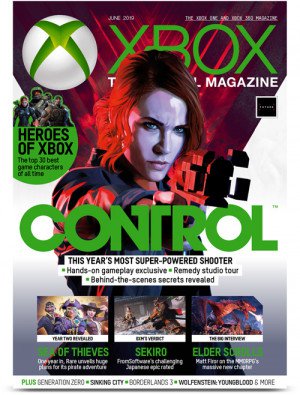 JUNE 2019
THE XBOX ONE AND XBOX 360 MAGAZINE
XBOX
MAGAZINE
FUTURE
HEROES
OF XBOX
The top 30 best
game characters
of all time
CONTROL™
THIS YEAR'S MOST SUPER-POWERED SHOOTER
▪ Hands-on gameplay exclusive ▪ Remedy studio tour
▪ Behind-the-scenes secrets revealed
YEAR TWO REVEALED
SEA OF THIEVES
One year in, Rare unveils huge
plans for its pirate adventure
OXM'S VERDICT
SEKIRO
FromSoftware's challenging
Japanese epic rated
THE BIG INTERVIEW
ELDER SCROLLS
Matt Firor on the MMORPG's
massive new chapter
PLUS GENERATION ZERO ▪ SINKING CITY ▪ BORDERLANDS 3 ▪ WOLFENSTEIN: YOUNGBLOOD & MORE